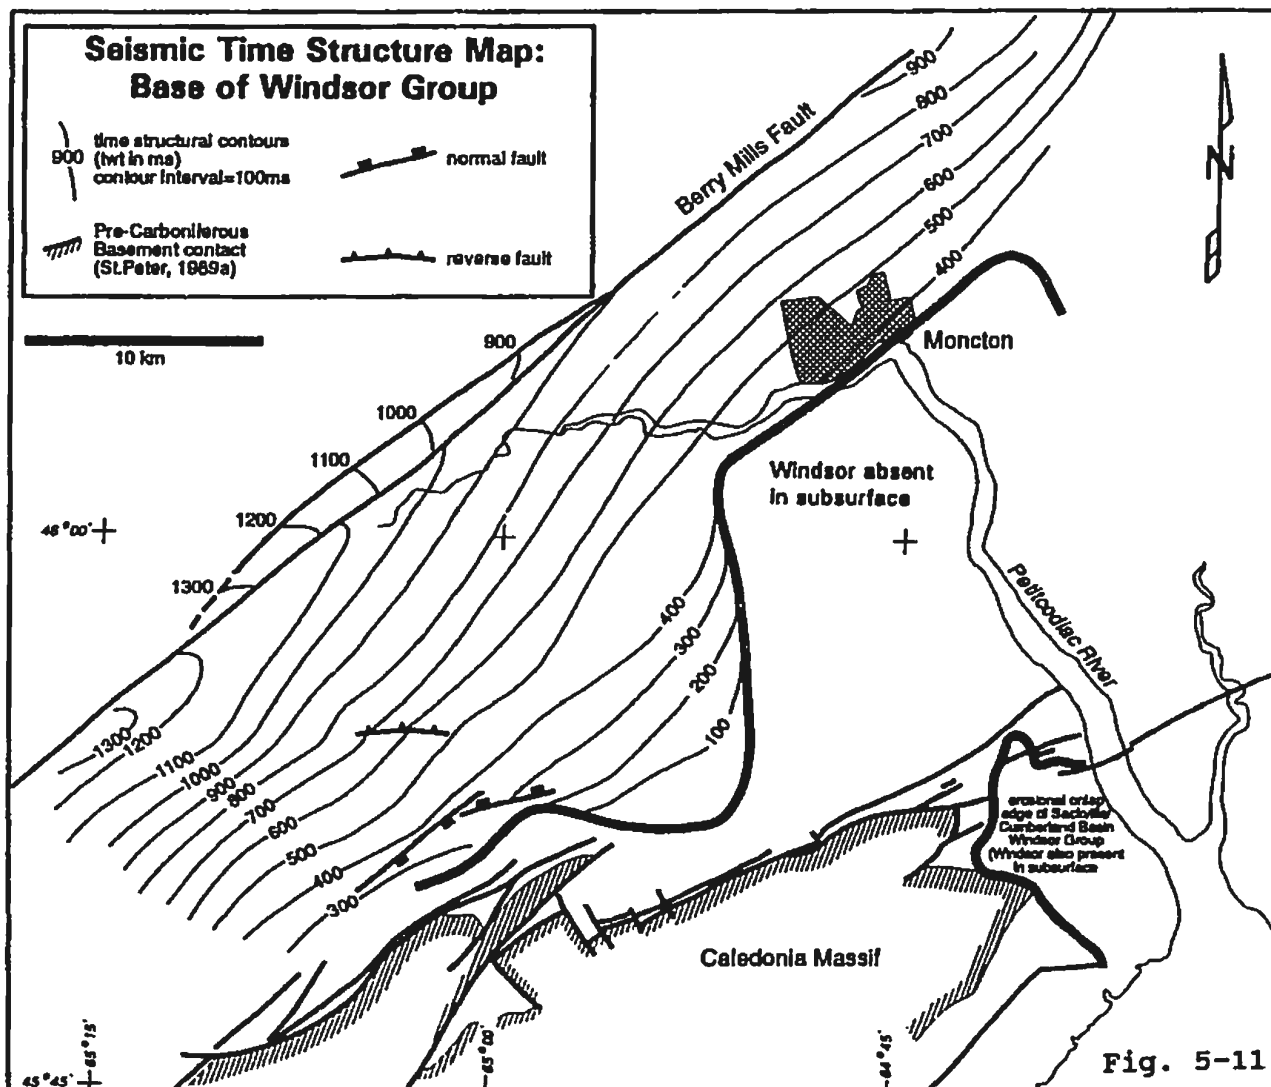 Seismic Time Structure Map:
Base of Windsor Group
900
time structural contours
(twt in ms)
contour interval=100ms
normal fault
Pre-Carboniferous
Basement contact
(St.Peter, 1989a)
reverse fault
10 km
N
Berry Mills Fault
900
800
700
600
500
400
Moncton
900
1000
1100
1200
1300
Windsor absent
in subsurface
46°00'
Petitcodiac River
400
300
200
100
1300
1200
1100
1000
900
800
700
600
500
400
300
erosional onlap
edge of Sackville/
Cumberland Basin
Windsor Group
(Windsor also present
in subsurface
Caledonia Massif
45°45'
65°15'
65°00'
64°45'
Fig. 5-11